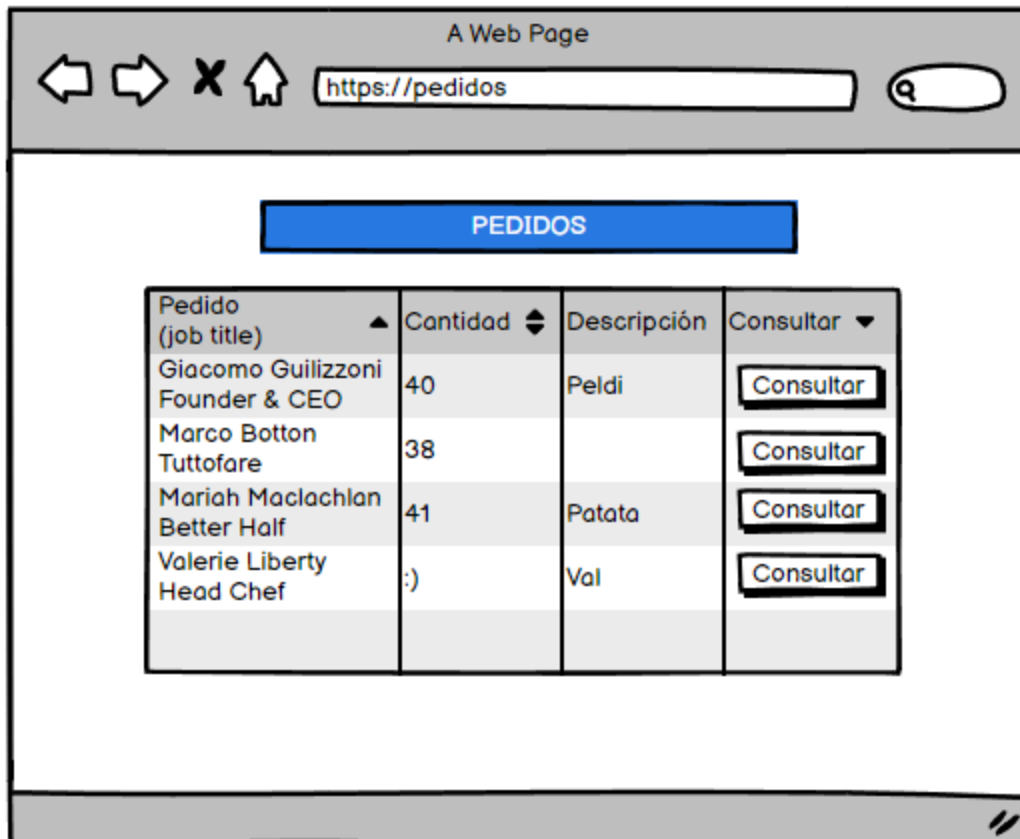 A Web Page
https://pedidos
PEDIDOS
Pedido
(job title)
Cantidad
Descripción
Consultar
Giacomo Guilizzoni
Founder & CEO
40
Peldi
Consultar
Marco Botton
Tuttofare
38
Consultar
Mariah Maclachlan
Better Half
41
Patata
Consultar
Valerie Liberty
Head Chef
:)
Val
Consultar